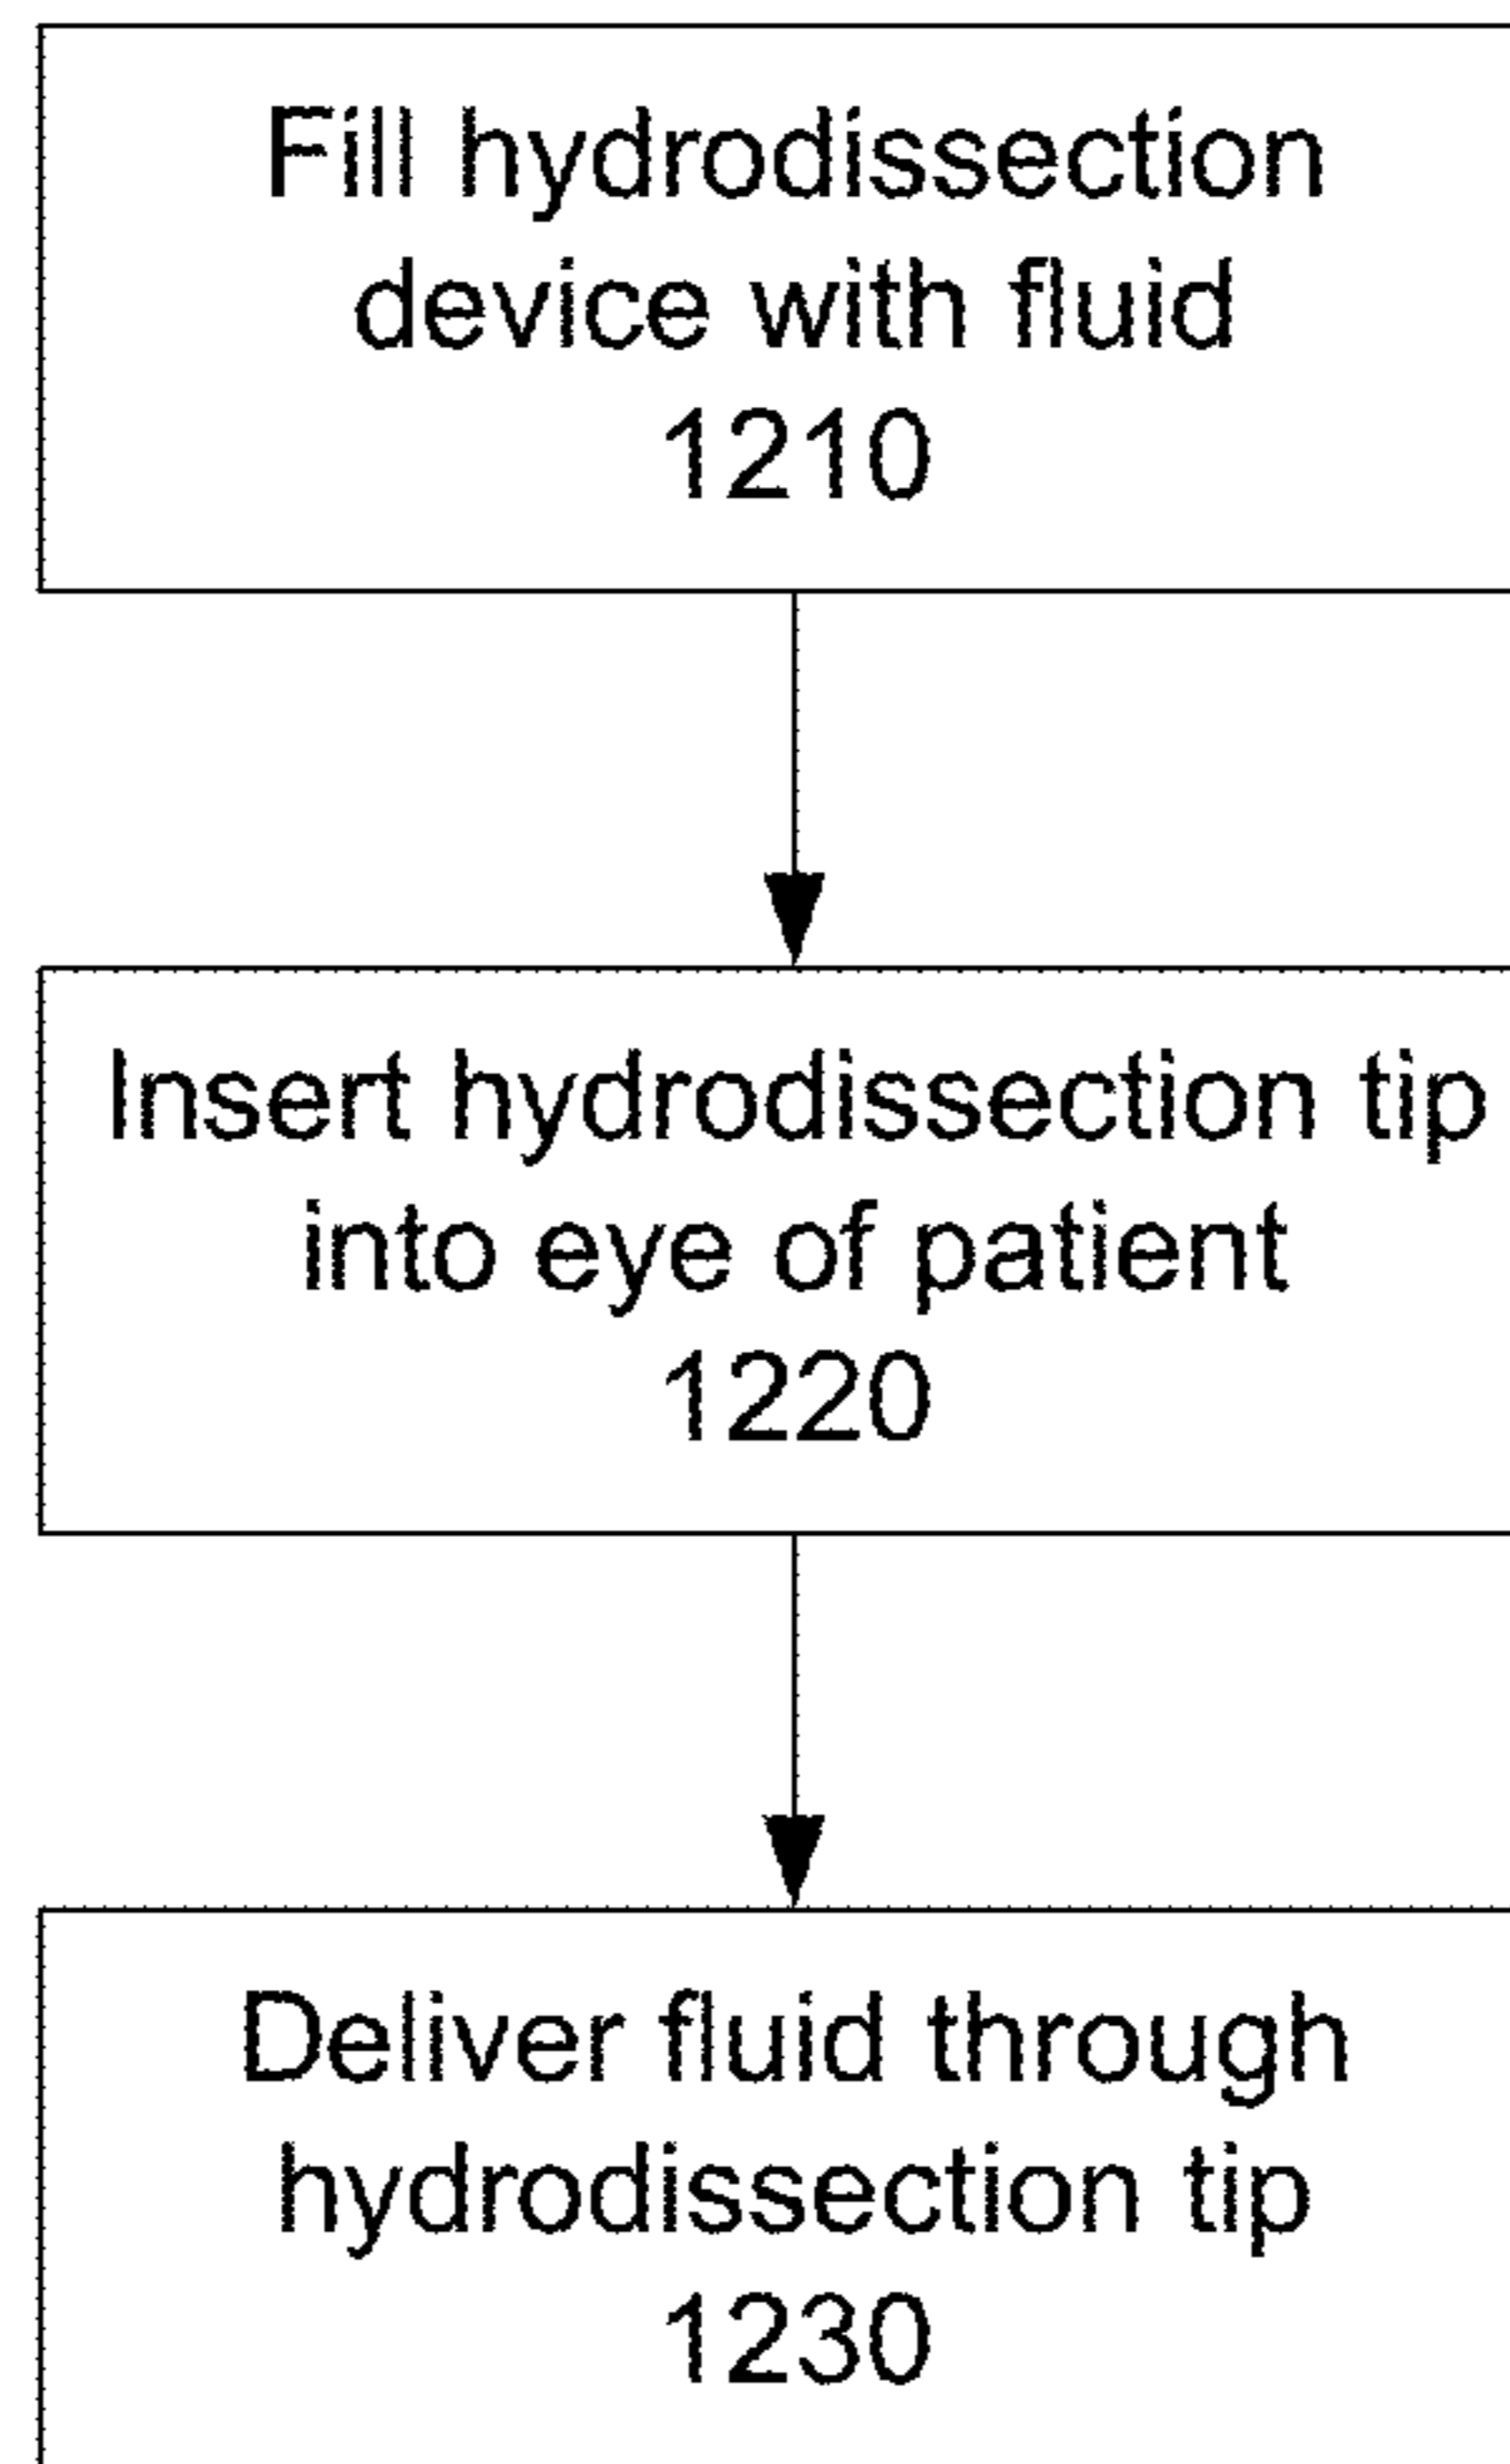 Fill hydrodissection
device with fluid
1210
Insert hydrodissection tip
into eye of patient
1220
Deliver fluid through
hydrodissection tip
1230